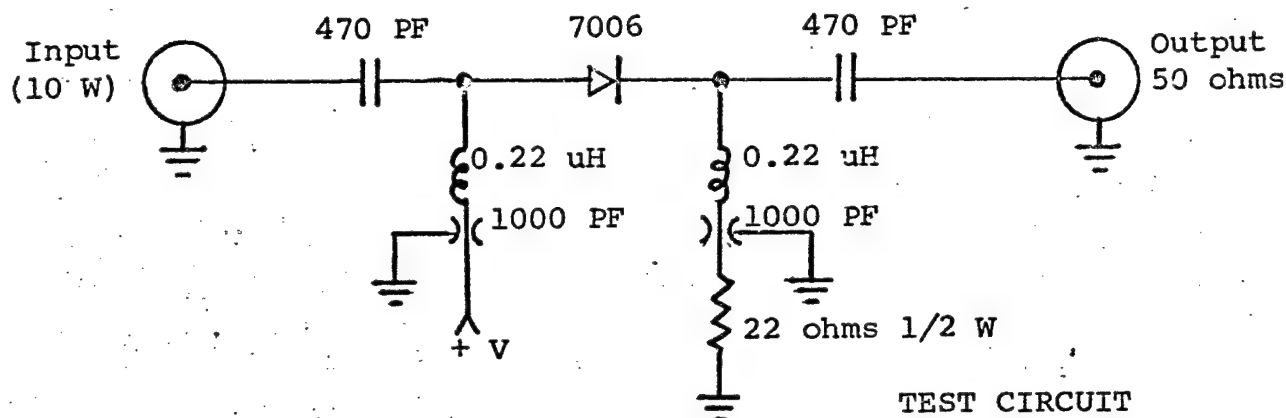 470 PF
7006
470 PF
Input
(10 W)
Output
50 ohms
0.22 uH
0.22 uH
1000 PF
1000 PF
+ V
22 ohms 1/2 W
TEST CIRCUIT